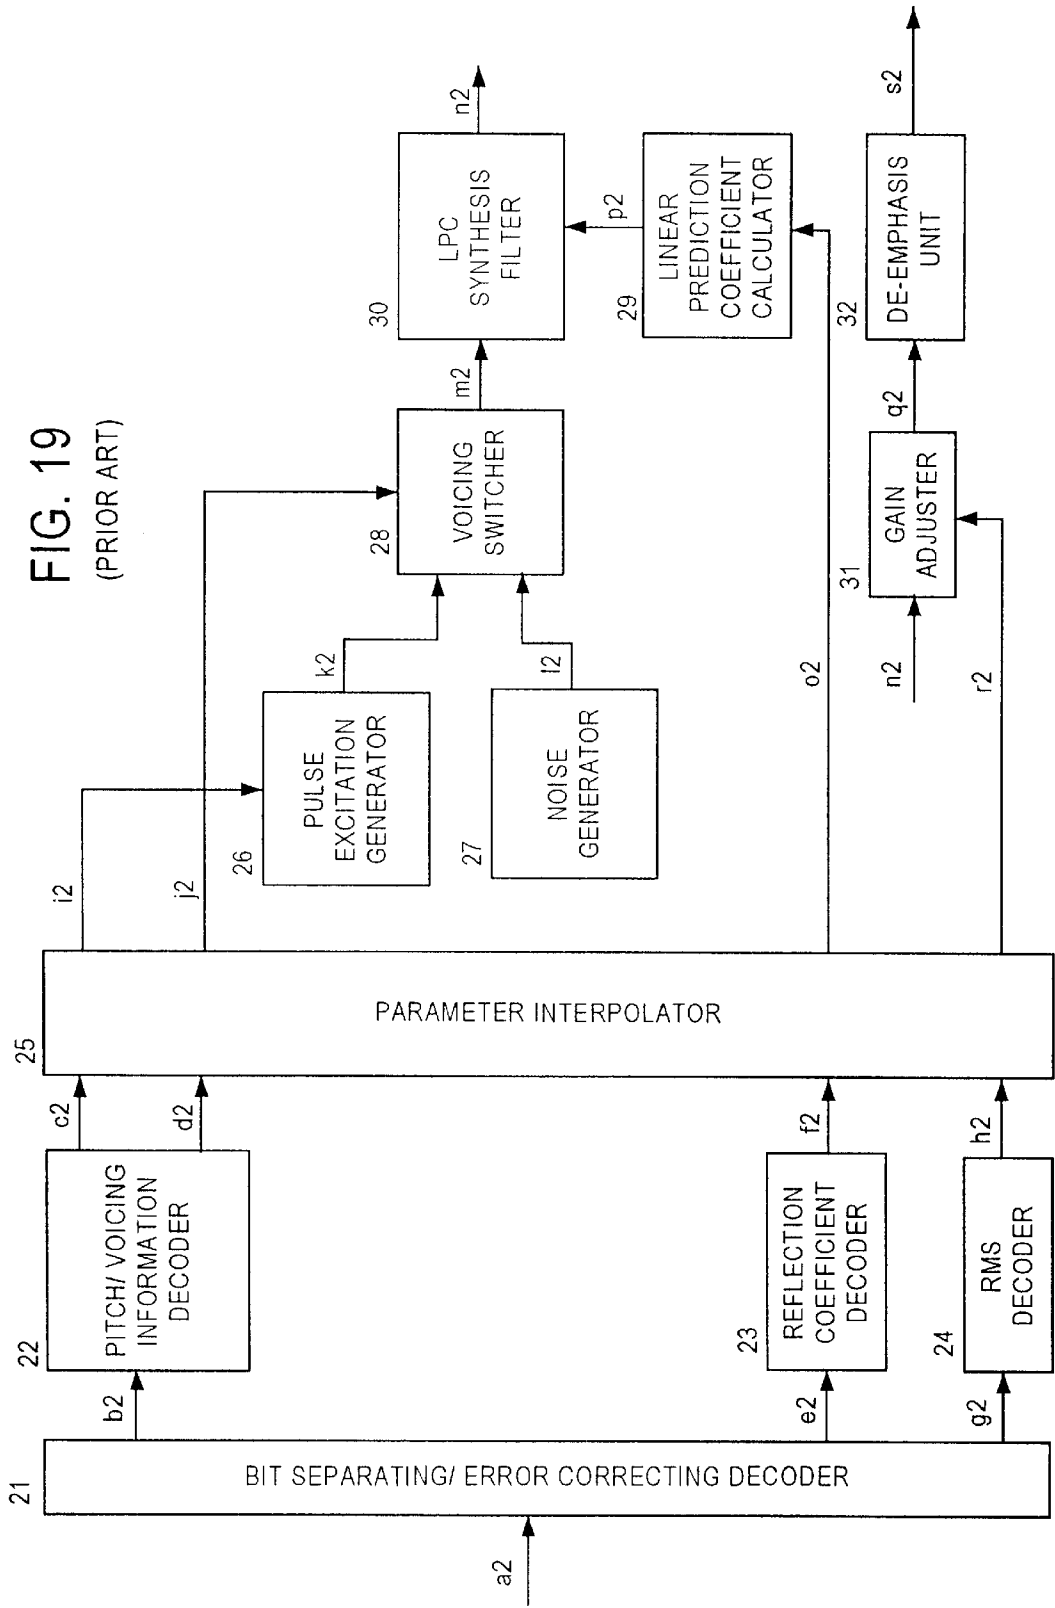 FIG. 19
(PRIOR ART)
a2
21
BIT SEPARATING/ ERROR CORRECTING DECODER
b2
e2
g2
22
PITCH/ VOICING
INFORMATION
DECODER
23
REFLECTION
COEFFICIENT
DECODER
24
RMS
DECODER
c2
d2
f2
h2
25
PARAMETER INTERPOLATOR
i2
j2
o2
r2
26
PULSE
EXCITATION
GENERATOR
27
NOISE
GENERATOR
k2
l2
28
VOICING
SWITCHER
m2
30
LPC
SYNTHESIS
FILTER
n2
p2
29
LINEAR
PREDICTION
COEFFICIENT
CALCULATOR
n2
31
GAIN
ADJUSTER
q2
32
DE-EMPHASIS
UNIT
s2